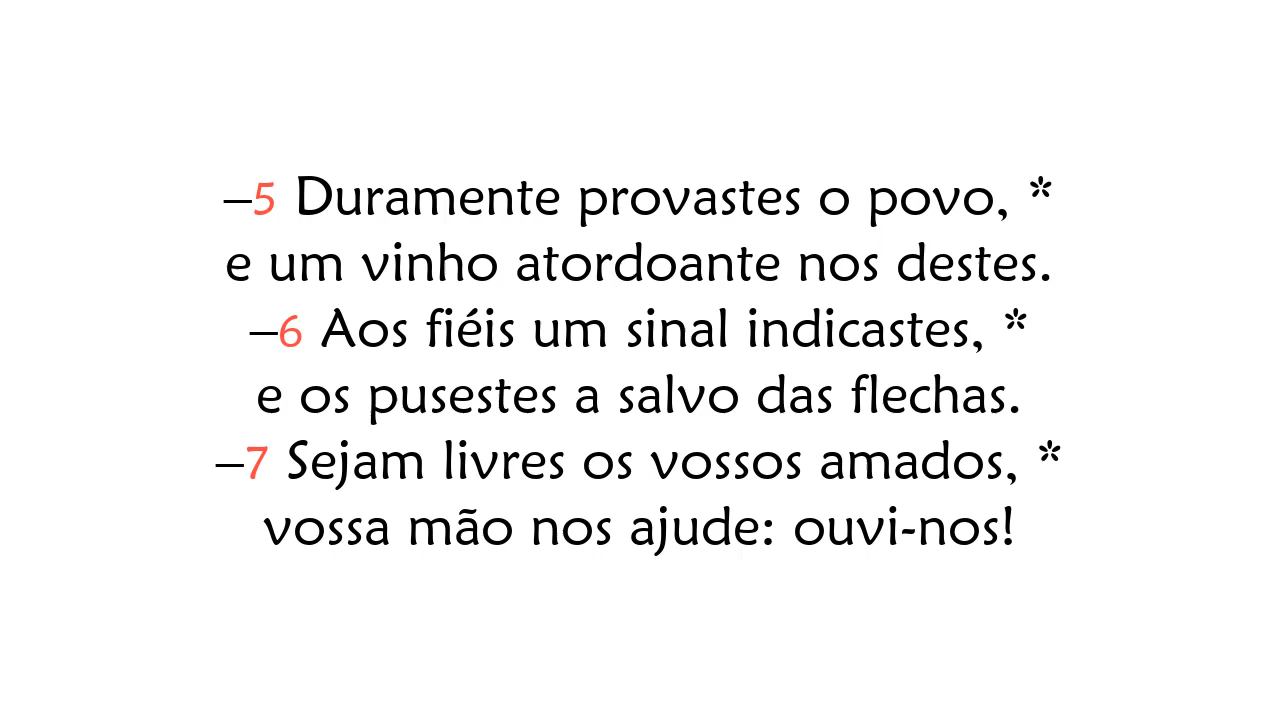 –5 Duramente provastes o povo, *
e um vinho atordoante nos destes.
–6 Aos fiéis um sinal indicastes, *
e os pusestes a salvo das flechas.
–7 Sejam livres os vossos amados, *
vossa mão nos ajude: ouvi-nos!